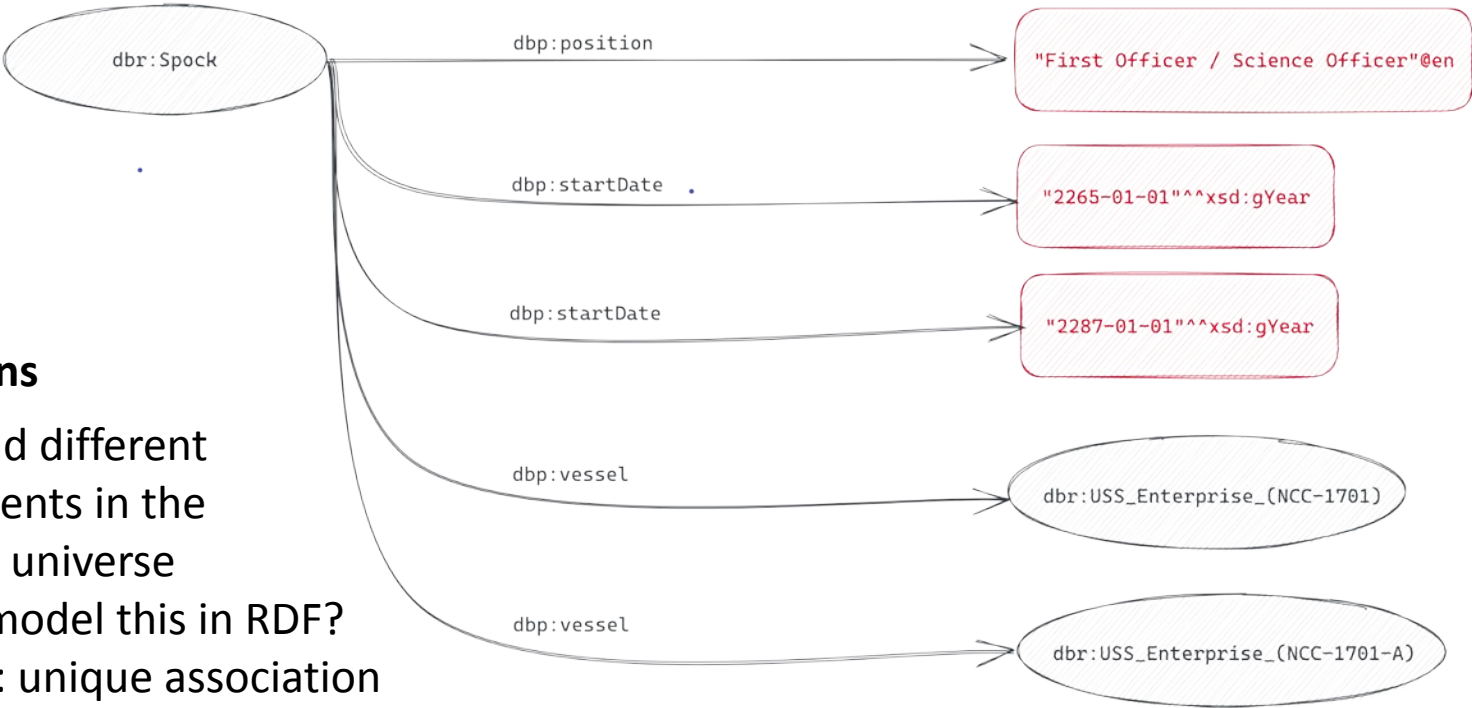 dbr:Spock
dbp:position
"First Officer / Science Officer"@en
dbp:startDate
"2265-01-01"^^xsd:gYear
dbp:startDate
"2287-01-01"^^xsd:gYear
dbp:vessel
dbr:USS_Enterprise_(NCC-1701)
dbp:vessel
dbr:USS_Enterprise_(NCC-1701-A)
ns
d different
ents in the
universe
model this in RDF?
: unique association